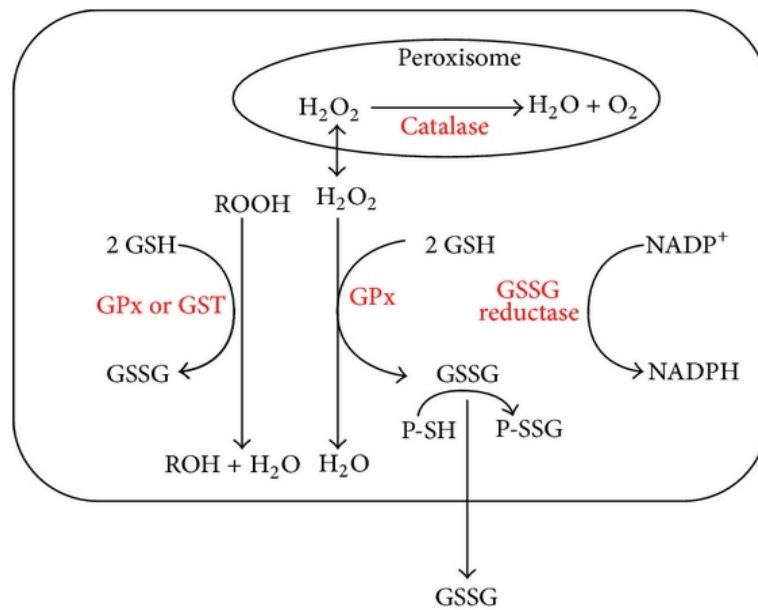 Peroxisome
H₂O₂
H₂O + O₂
Catalase
ROOH
H₂O₂
2 GSH
2 GSH
NADP⁺
GPx or GST
GPx
GSSG
reductase
GSSG
GSSG
NADPH
P-SH
P-SSG
ROH + H₂O
H₂O
GSSG